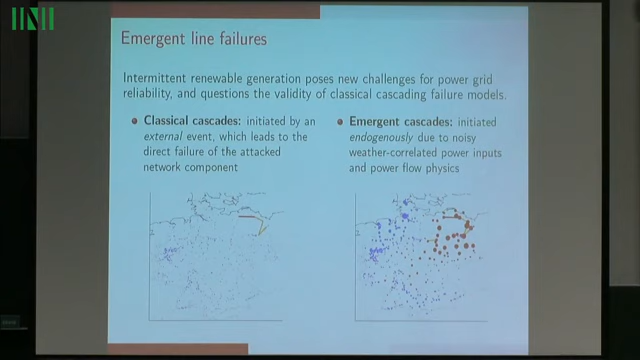 Emergent line failures
Intermittent renewable generation poses new challenges for power grid
reliability, and questions the validity of classical cascading failure models.
Classical cascades: initiated by an
external event, which leads to the
direct failure of the attacked
network component
Emergent cascades: initiated
endogenously due to noisy
weather-correlated power inputs
and power flow physics